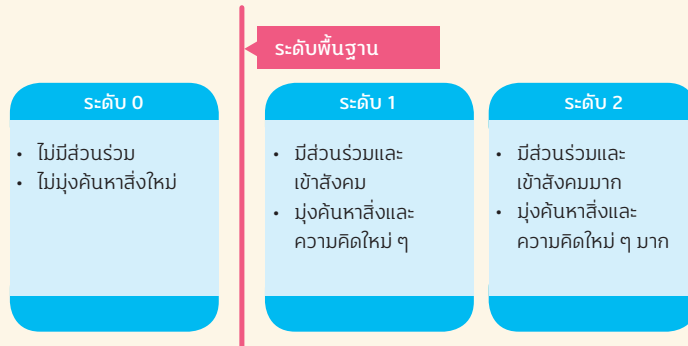 ระดับพื้นฐาน
ระดับ 0
• ไม่มีส่วนร่วม
• ไม่มุ่งค้นหาสิ่งใหม่
ระดับ 1
• มีส่วนร่วมและ
เข้าสังคม
• มุ่งค้นหาสิ่งและ
ความคิดใหม่ ๆ
ระดับ 2
• มีส่วนร่วมและ
เข้าสังคมมาก
• มุ่งค้นหาสิ่งและ
ความคิดใหม่ ๆ มาก